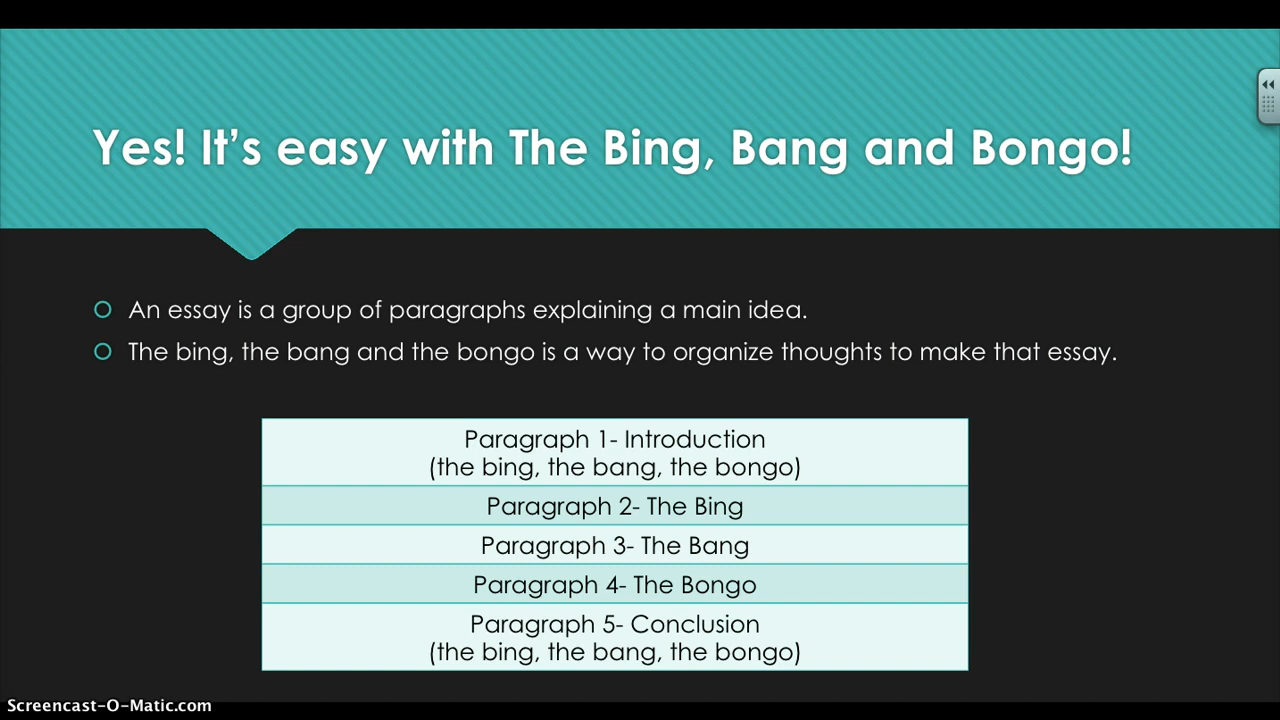 Yes! It’s easy with The Bing, Bang and Bongo!
An essay is a group of paragraphs explaining a main idea.
The bing, the bang and the bongo is a way to organize thoughts to make that essay.
Paragraph 1- Introduction
(the bing, the bang, the bongo)
Paragraph 2- The Bing
Paragraph 3- The Bang
Paragraph 4- The Bongo
Paragraph 5- Conclusion
(the bing, the bang, the bongo)
Screencast-O-Matic.com